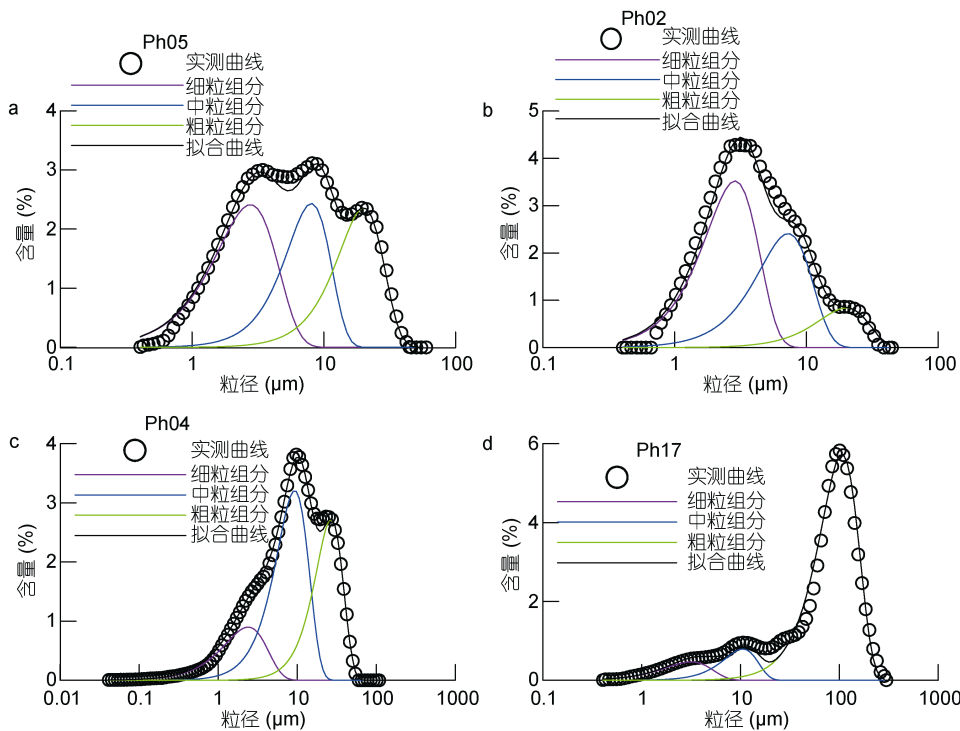 a
Ph05
实测曲线
细粒组分
中粒组分
粗粒组分
拟合曲线
4
3
2
1
0
含量 (%)
0.1 1 10 100
粒径 (μm)
b
Ph02
实测曲线
细粒组分
中粒组分
粗粒组分
拟合曲线
5
4
3
2
1
0
含量 (%)
0.1 1 10 100
粒径 (μm)
c
Ph04
实测曲线
细粒组分
中粒组分
粗粒组分
拟合曲线
4
3
2
1
0
含量 (%)
0.01 0.1 1 10 100 1000
粒径 (μm)
d
Ph17
实测曲线
细粒组分
中粒组分
粗粒组分
拟合曲线
6
4
2
0
含量 (%)
0.1 1 10 100 1000
粒径 (μm)